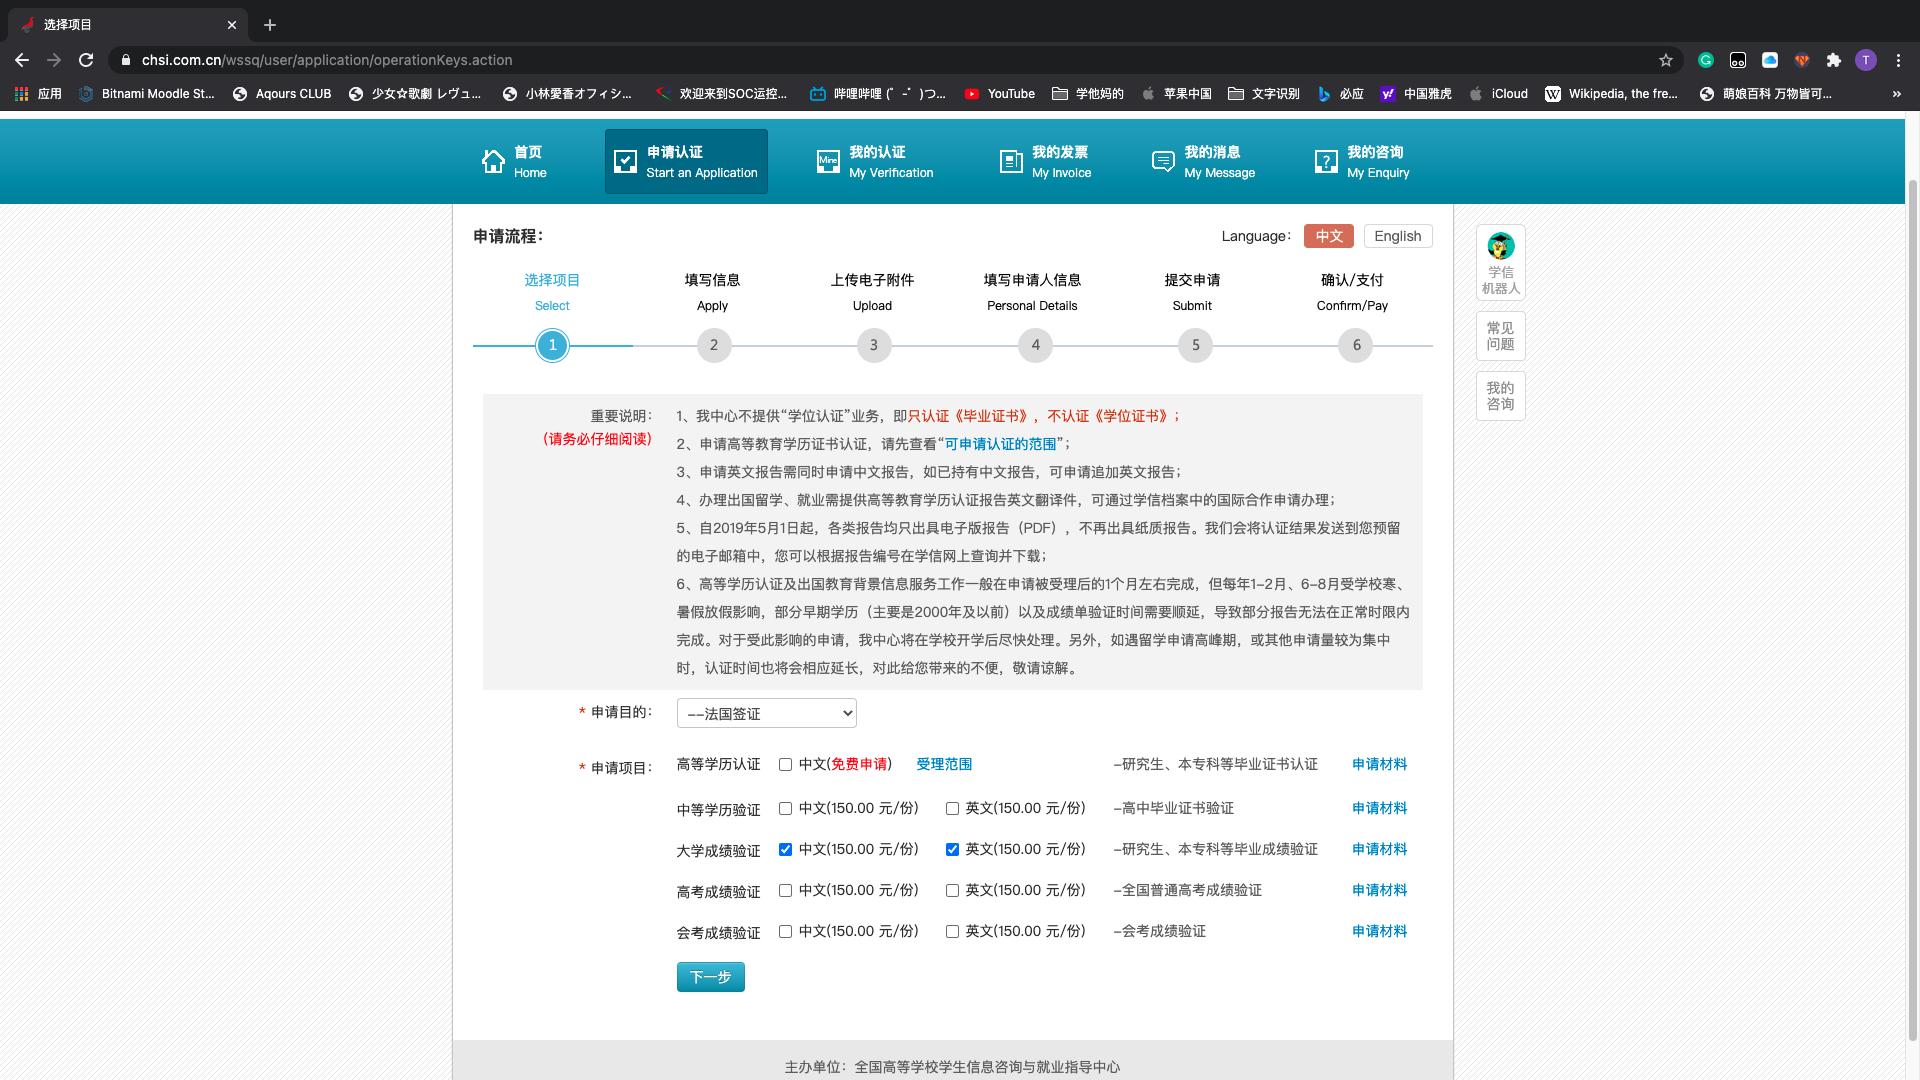 选择项目
chsi.com.cn/wssq/user/application/operationKeys.action
应用 Bitnami Moodle St... Aqours CLUB 少女☆歌劇 レヴュ... 小林愛香オフィシ... 欢迎来到SOC运控... 哔哩哔哩 (゜-゜)つ... YouTube 学他妈的 苹果中国 文字识别 必应 中国雅虎 iCloud Wikipedia, the fre... 萌娘百科 万物皆可...
首页 申请认证 我的认证 我的发票 我的消息 我的咨询
Home Start an Application My Verification My Invoice My Message My Enquiry
申请流程： Language： 中文 English
选择项目 填写信息 上传电子附件 填写申请人信息 提交申请 确认/支付
Select Apply Upload Personal Details Submit Confirm/Pay
1 2 3 4 5 6
学信
机器人
常见
问题
我的
咨询
重要说明：
（请务必仔细阅读）
1、我中心不提供“学位认证”业务，即只认证《毕业证书》，不认证《学位证书》；
2、申请高等教育学历证书认证，请先查看“可申请认证的范围”；
3、申请英文报告需同时申请中文报告，如已持有中文报告，可申请追加英文报告；
4、办理出国留学、就业需提供高等教育学历认证报告英文翻译件，可通过学信档案中的国际合作申请办理；
5、自2019年5月1日起，各类报告均只出具电子版报告（PDF），不再出具纸质报告。我们会将认证结果发送到您预留
的电子邮箱中，您可以根据报告编号在学信网上查询并下载；
6、高等学历认证及出国教育背景信息服务工作一般在申请被受理后的1个月左右完成，但每年1-2月、6-8月受学校寒、
暑假放假影响，部分早期学历（主要是2000年及以前）以及成绩单验证时间需要顺延，导致部分报告无法在正常时限内
完成。对于受此影响的申请，我中心将在学校开学后尽快处理。另外，如遇留学申请高峰期，或其他申请量较为集中
时，认证时间也将会相应延长，对此给您带来的不便，敬请谅解。
* 申请目的： --法国签证
* 申请项目： 高等学历认证 中文(免费申请) 受理范围 -研究生、本专科等毕业证书认证 申请材料
中等学历验证 中文(150.00 元/份) 英文(150.00 元/份) -高中毕业证书验证 申请材料
大学成绩验证 中文(150.00 元/份) 英文(150.00 元/份) -研究生、本专科等毕业成绩验证 申请材料
高考成绩验证 中文(150.00 元/份) 英文(150.00 元/份) -全国普通高考成绩验证 申请材料
会考成绩验证 中文(150.00 元/份) 英文(150.00 元/份) -会考成绩验证 申请材料
下一步
主办单位：全国高等学校学生信息咨询与就业指导中心